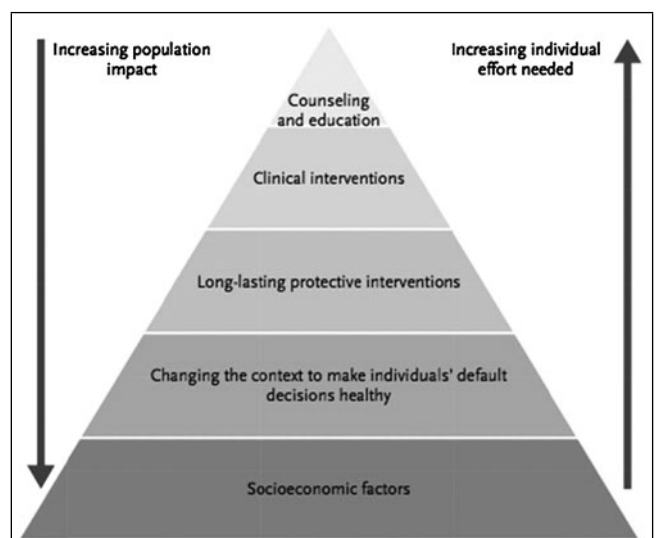 Increasing population
impact
Increasing individual
effort needed
Counseling
and education
Clinical interventions
Long-lasting protective interventions
Changing the context to make individuals' default
decisions healthy
Socioeconomic factors